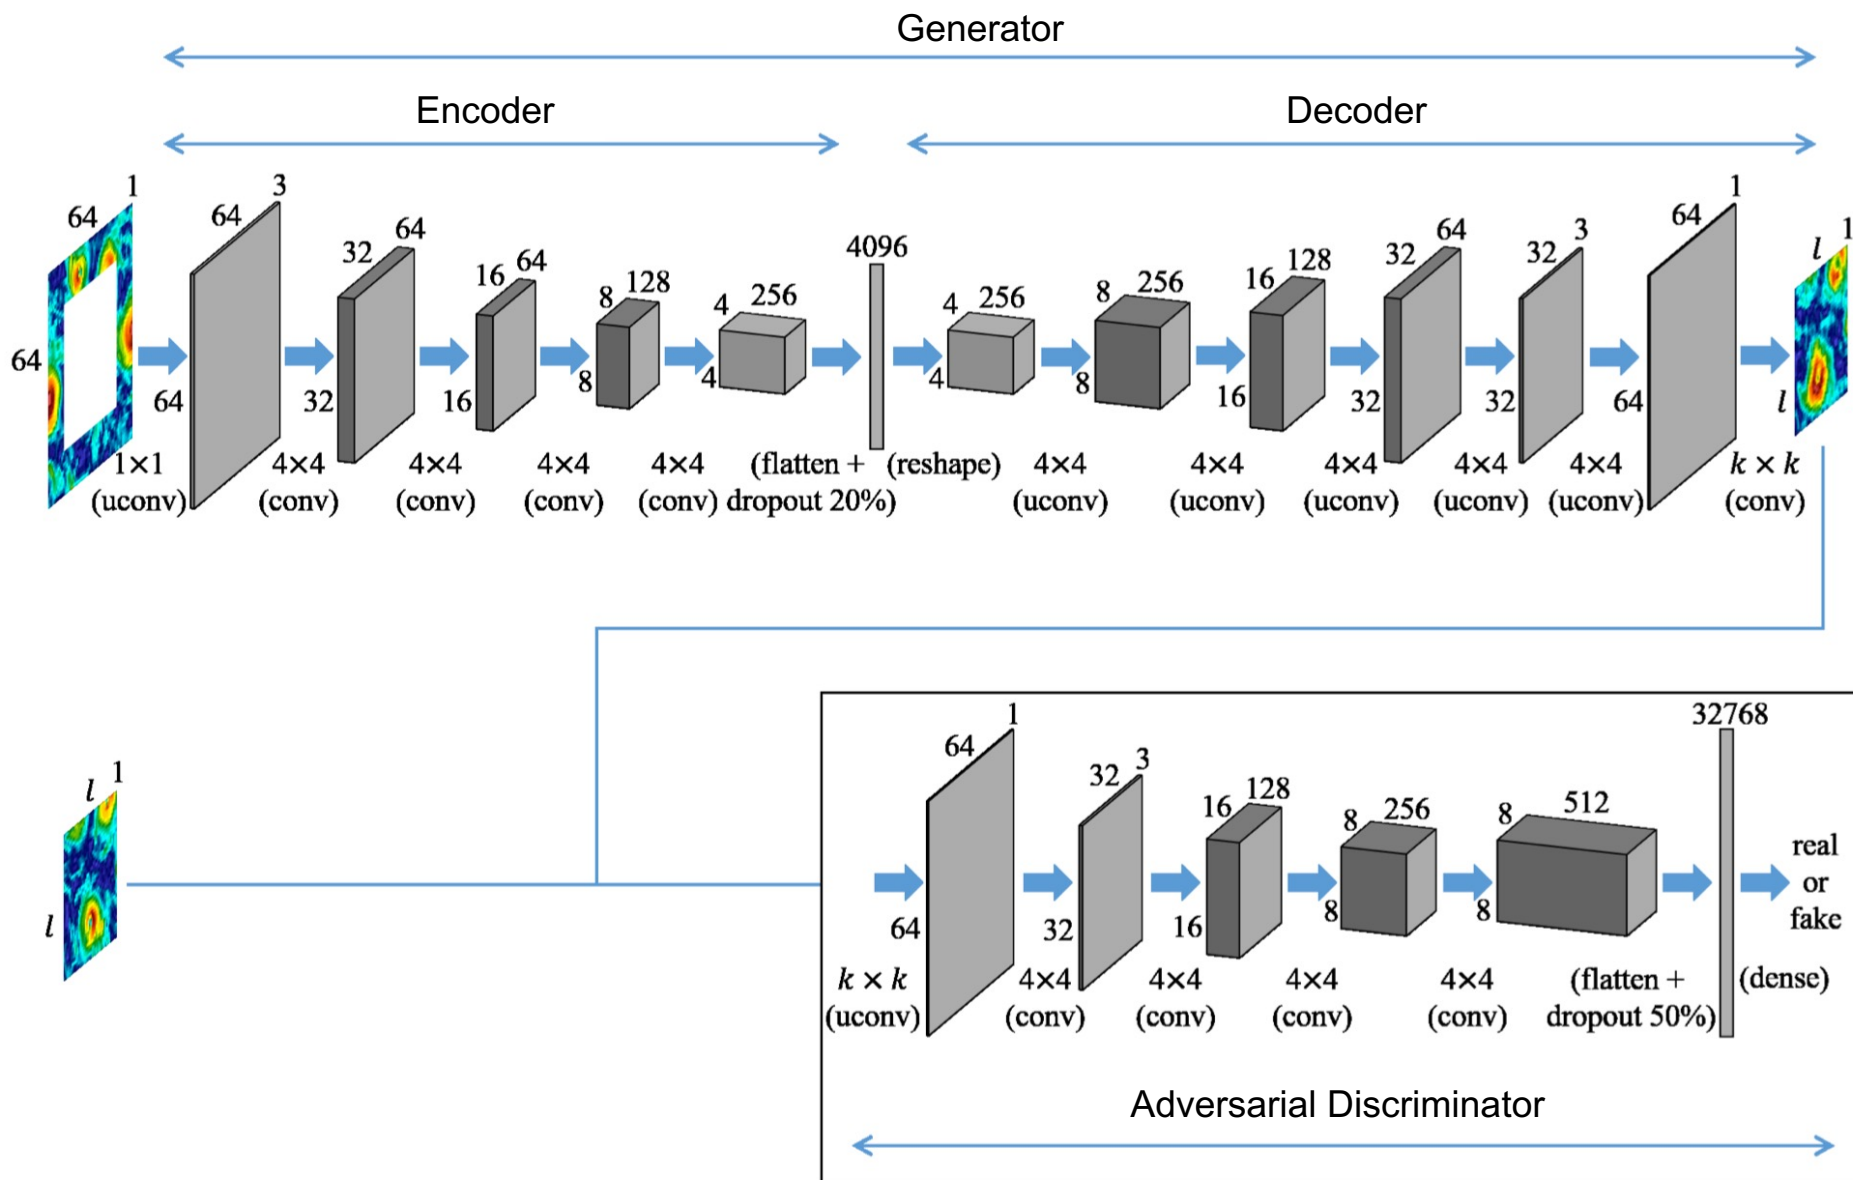 Generator
Encoder
Decoder
1
64
64
1×1
(uconv)
3
64
64
4×4
(conv)
64
32
32
4×4
(conv)
64
16
16
4×4
(conv)
128
8
8
4×4
(conv)
256
4
4
(flatten +
dropout 20%)
4096
(reshape)
256
4
4
4×4
(uconv)
256
8
8
4×4
(uconv)
128
16
16
4×4
(uconv)
64
32
32
4×4
(uconv)
3
32
32
4×4
(uconv)
1
64
64
k × k
(conv)
1
l
l
1
l
l
k × k
(uconv)
1
64
64
4×4
(conv)
3
32
32
4×4
(conv)
128
16
16
4×4
(conv)
256
8
8
4×4
(conv)
512
8
8
(flatten +
dropout 50%)
32768
(dense)
real
or
fake
Adversarial Discriminator